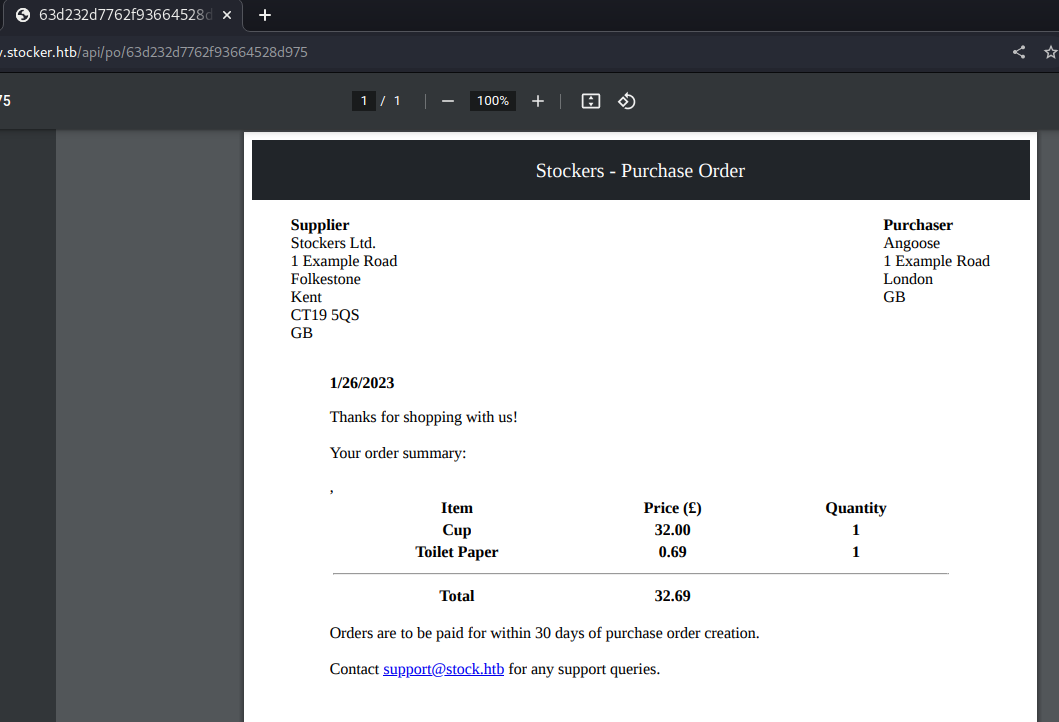 63d232d7762f93664528d
.stocker.htb/api/po/63d232d7762f93664528d975
75
1 / 1
100%
Stockers - Purchase Order
Supplier
Stockers Ltd.
1 Example Road
Folkestone
Kent
CT19 5QS
GB
Purchaser
Angoose
1 Example Road
London
GB
1/26/2023
Thanks for shopping with us!
Your order summary:
,
Item Price (£) Quantity
Cup 32.00 1
Toilet Paper 0.69 1
Total 32.69
Orders are to be paid for within 30 days of purchase order creation.
Contact support@stock.htb for any support queries.